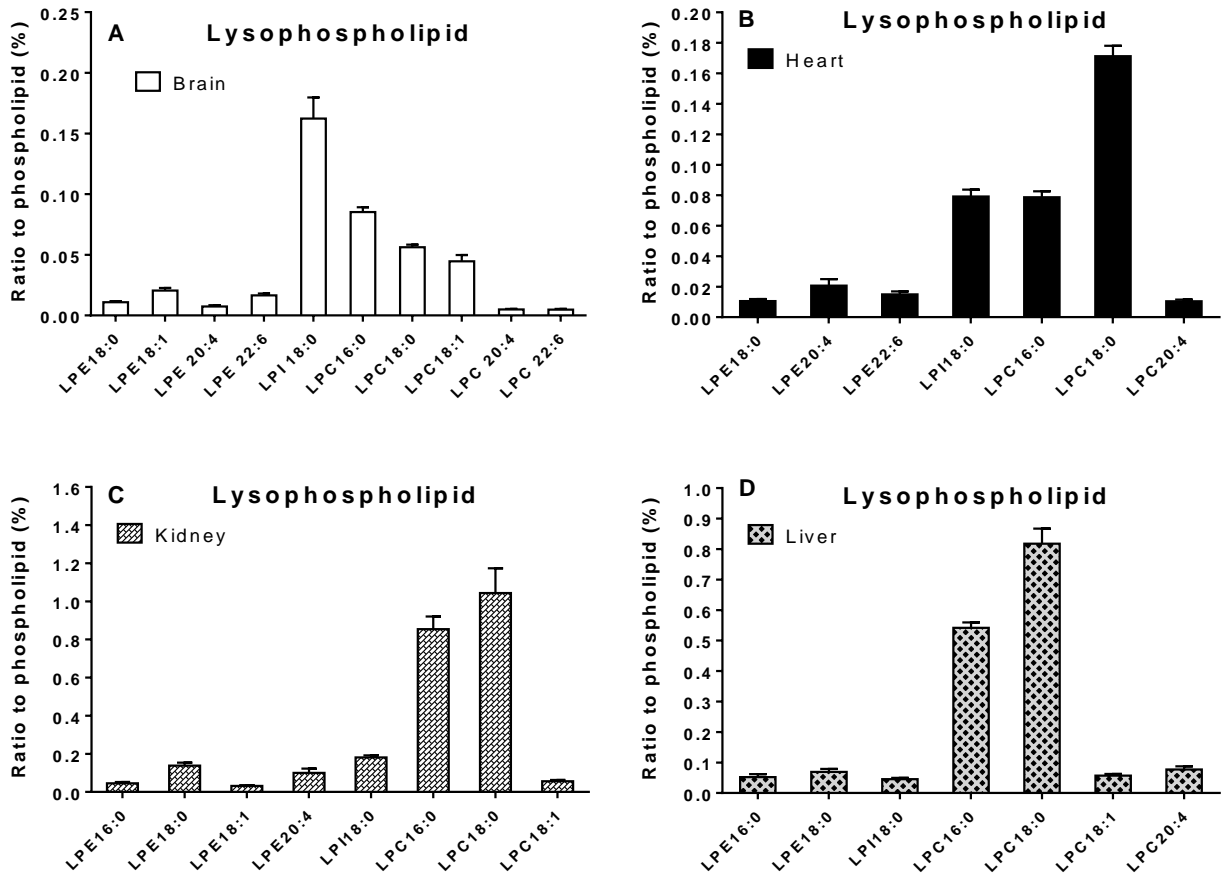 A
Lysophospholipid
Brain
Ratio to phospholipid (%)
0.25
0.20
0.15
0.10
0.05
0.00
LPE18:0
LPE18:1
LPE 20:4
LPE 22:6
LPI 18:0
LPC16:0
LPC18:0
LPC18:1
LPC 20:4
LPC 22:6
B
Lysophospholipid
Heart
Ratio to phospholipid (%)
0.20
0.18
0.16
0.14
0.12
0.10
0.08
0.06
0.04
0.02
0.00
LPE18:0
LPE20:4
LPE22:6
LPI18:0
LPC16:0
LPC18:0
LPC20:4
C
Lysophospholipid
Kidney
Ratio to phospholipid (%)
1.6
1.4
1.2
1.0
0.8
0.6
0.4
0.2
0.0
LPE16:0
LPE18:0
LPE18:1
LPE20:4
LPI18:0
LPC16:0
LPC18:0
LPC18:1
D
Lysophospholipid
Liver
Ratio to phospholipid (%)
1.0
0.9
0.8
0.7
0.6
0.5
0.4
0.3
0.2
0.1
0.0
LPE16:0
LPE18:0
LPI18:0
LPC16:0
LPC18:0
LPC18:1
LPC20:4